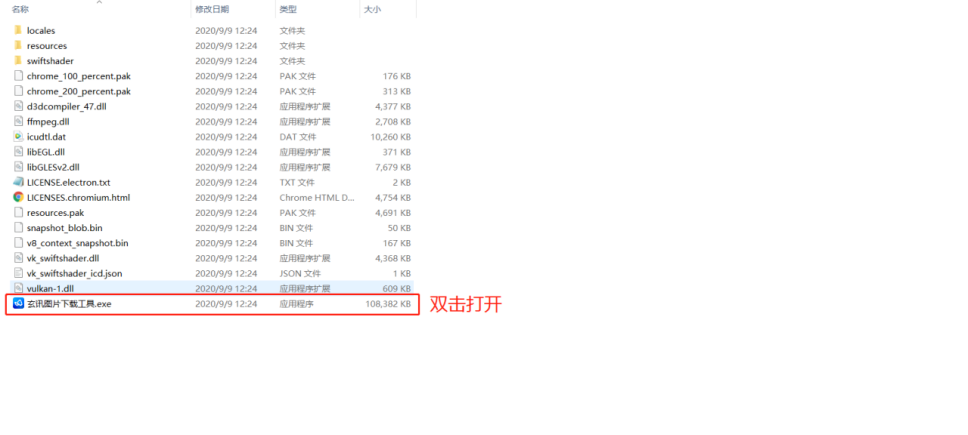 名称 修改日期 类型 大小
locales 2020/9/9 12:24 文件夹
resources 2020/9/9 12:24 文件夹
swiftshader 2020/9/9 12:24 文件夹
chrome_100_percent.pak 2020/9/9 12:24 PAK 文件 176 KB
chrome_200_percent.pak 2020/9/9 12:24 PAK 文件 313 KB
d3dcompiler_47.dll 2020/9/9 12:24 应用程序扩展 4,377 KB
ffmpeg.dll 2020/9/9 12:24 应用程序扩展 2,708 KB
icudtl.dat 2020/9/9 12:24 DAT 文件 10,260 KB
libEGL.dll 2020/9/9 12:24 应用程序扩展 371 KB
libGLESv2.dll 2020/9/9 12:24 应用程序扩展 7,679 KB
LICENSE.electron.txt 2020/9/9 12:24 TXT 文件 2 KB
LICENSES.chromium.html 2020/9/9 12:24 Chrome HTML D... 4,754 KB
resources.pak 2020/9/9 12:24 PAK 文件 4,691 KB
snapshot_blob.bin 2020/9/9 12:24 BIN 文件 50 KB
v8_context_snapshot.bin 2020/9/9 12:24 BIN 文件 167 KB
vk_swiftshader.dll 2020/9/9 12:24 应用程序扩展 4,368 KB
vk_swiftshader_icd.json 2020/9/9 12:24 JSON 文件 1 KB
vulkan-1.dll 2020/9/9 12:24 应用程序扩展 609 KB
玄讯图片下载工具.exe 2020/9/9 12:24 应用程序 108,382 KB 双击打开